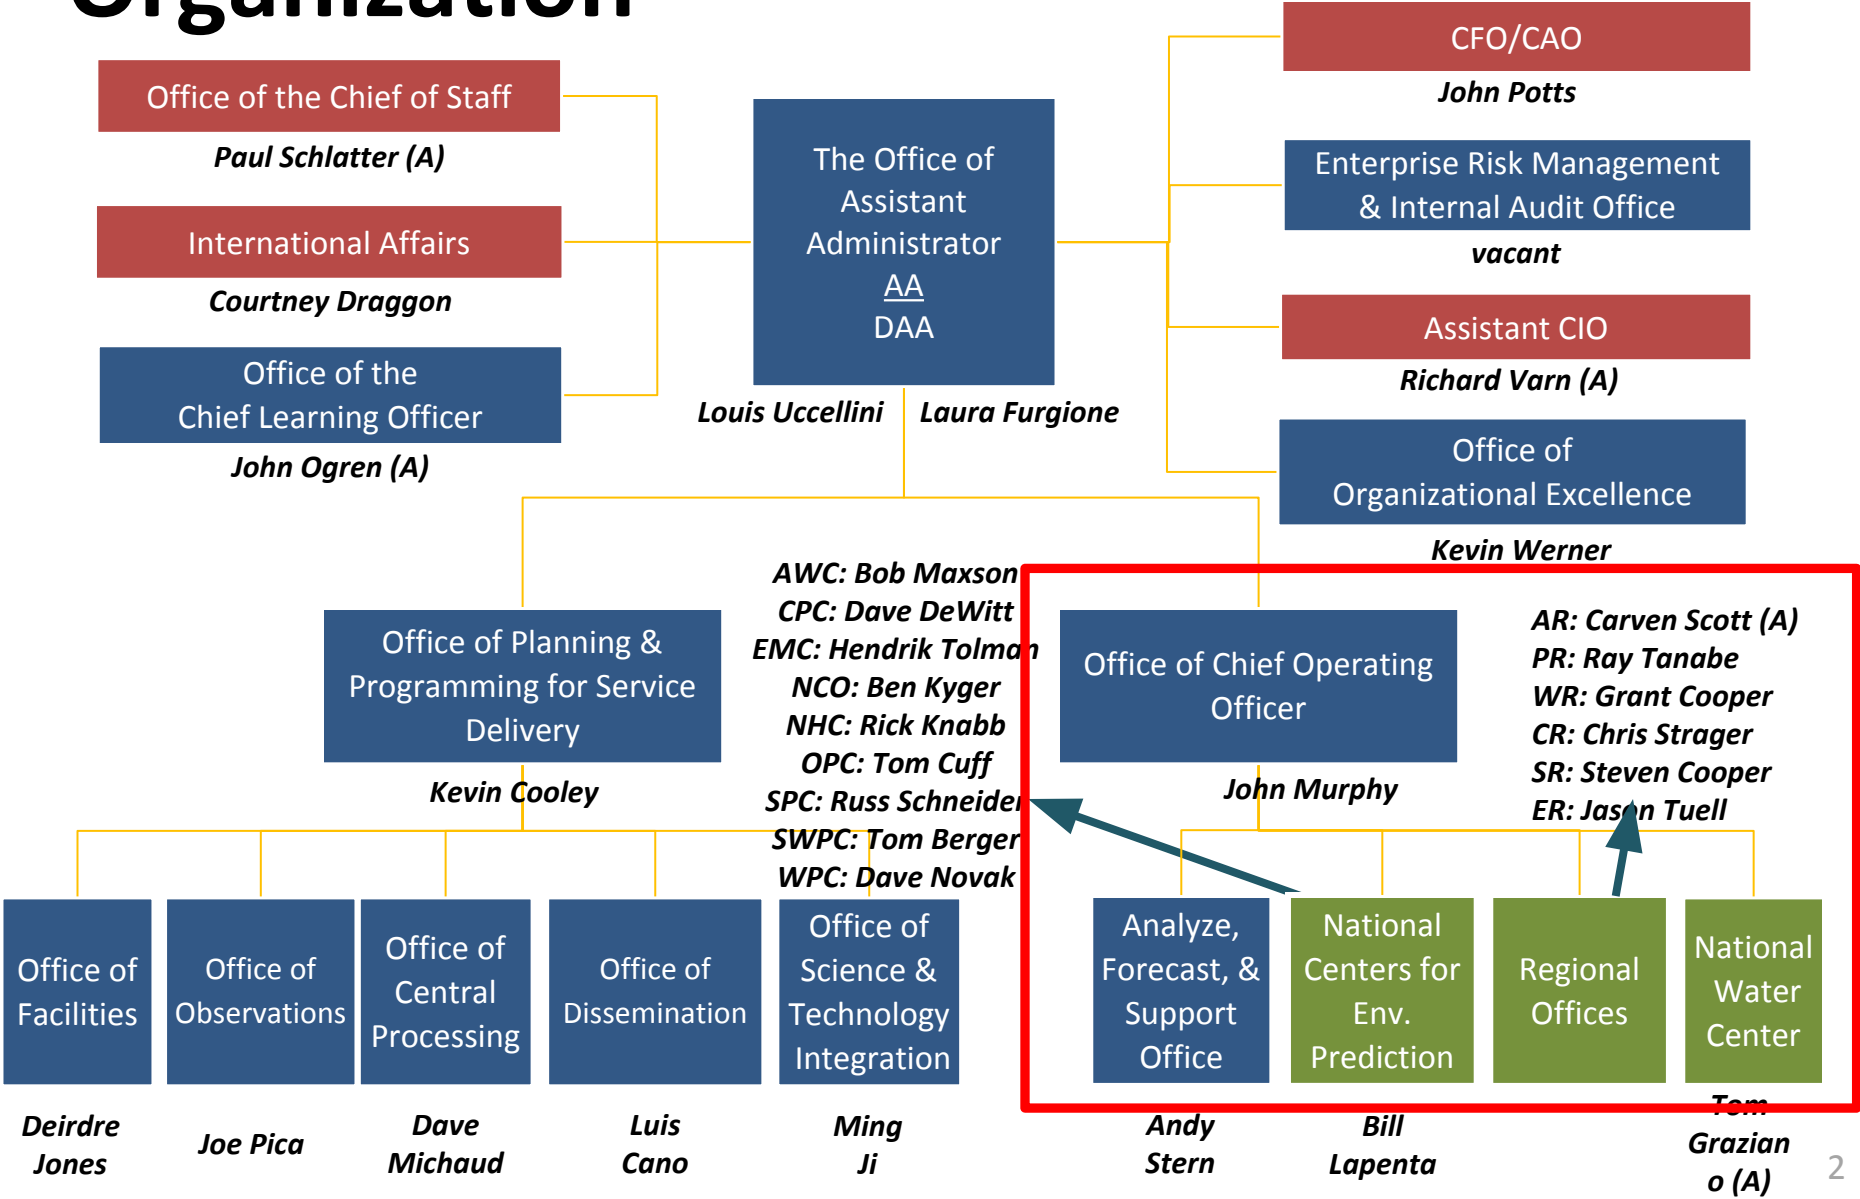 Organization
CFO/CAO
John Potts
Office of the Chief of Staff
Paul Schlatter (A)
The Office of
Assistant
Administrator
AA
DAA
Louis Uccellini
Laura Furgione
Enterprise Risk Management
& Internal Audit Office
vacant
International Affairs
Courtney Draggon
Assistant CIO
Richard Varn (A)
Office of the
Chief Learning Officer
John Ogren (A)
Office of
Organizational Excellence
Kevin Werner
Office of Planning &
Programming for Service
Delivery
Kevin Cooley
AWC: Bob Maxson
CPC: Dave DeWitt
EMC: Hendrik Tolman
NCO: Ben Kyger
NHC: Rick Knabb
OPC: Tom Cuff
SPC: Russ Schneider
SWPC: Tom Berger
WPC: Dave Novak
Office of Chief Operating
Officer
John Murphy
AR: Carven Scott (A)
PR: Ray Tanabe
WR: Grant Cooper
CR: Chris Strager
SR: Steven Cooper
ER: Jason Tuell
Office of
Facilities
Deirdre
Jones
Office of
Observations
Joe Pica
Office of
Central
Processing
Dave
Michaud
Office of
Dissemination
Luis
Cano
Office of
Science &
Technology
Integration
Ming
Ji
Analyze,
Forecast, &
Support
Office
Andy
Stern
National
Centers for
Env.
Prediction
Bill
Lapenta
Regional
Offices
National
Water
Center
Tom
Grazian
o (A)
2